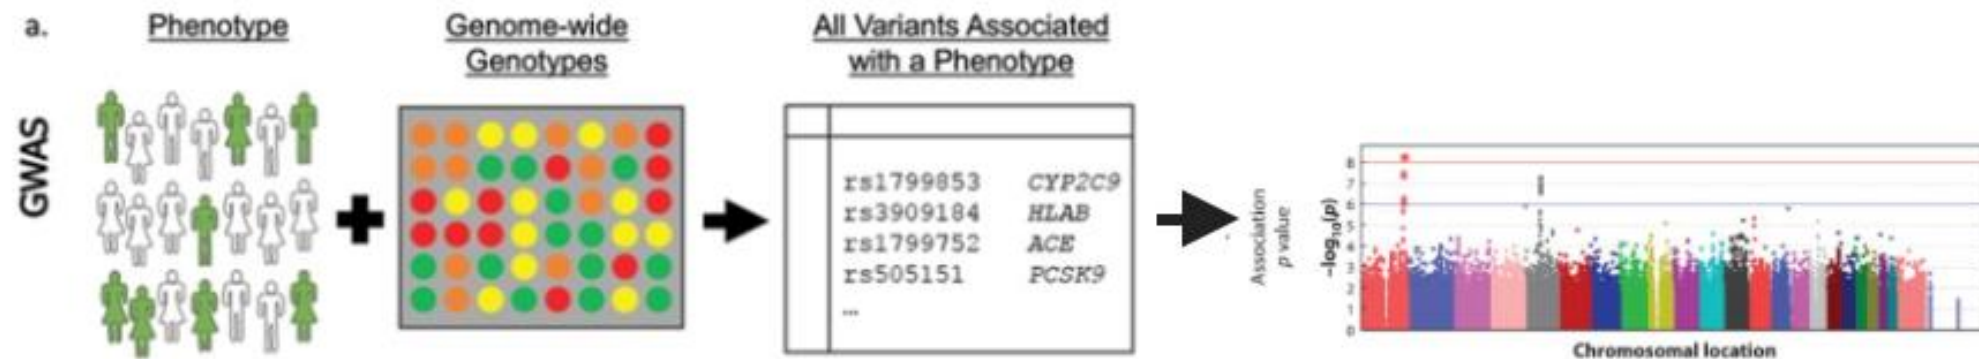 a.
Phenotype
Genome-wide
Genotypes
All Variants Associated
with a Phenotype
GWAS
rs1799853 CYP2C9
rs3909184 HLAB
rs1799752 ACE
rs505151 PCSK9
...
Association
p value
-log10(p)
8
7
6
5
4
3
2
1
0
Chromosomal location